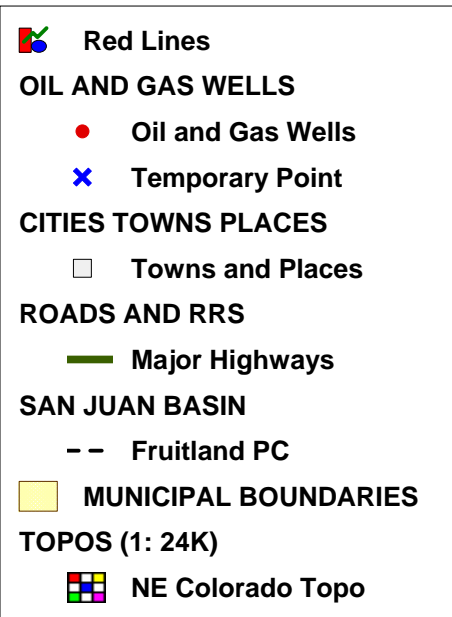 Red Lines
OIL AND GAS WELLS
Oil and Gas Wells
Temporary Point
CITIES TOWNS PLACES
Towns and Places
ROADS AND RRS
Major Highways
SAN JUAN BASIN
Fruitland PC
MUNICIPAL BOUNDARIES
TOPOS (1: 24K)
NE Colorado Topo